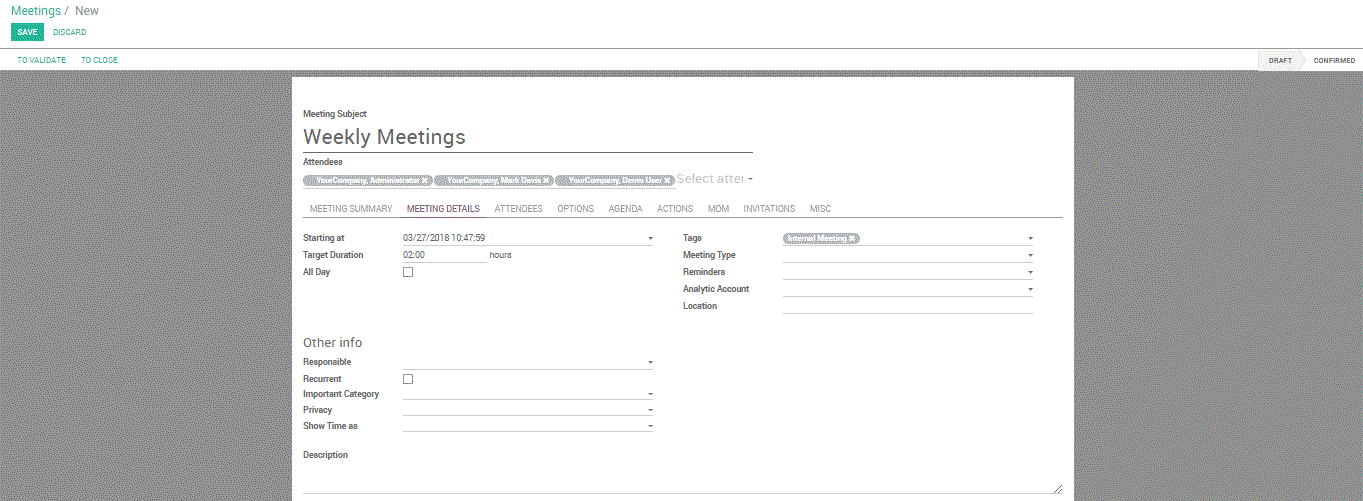 Meetings / New
SAVE DISCARD
TO VALIDATE TO CLOSE DRAFT CONFIRMED
Meeting Subject
Weekly Meetings
Attendees
YourCompany, Administrator × YourCompany, Mark Demo × YourCompany, Demo User × Select atter
MEETING SUMMARY MEETING DETAILS ATTENDEES OPTIONS AGENDA ACTIONS MOM INVITATIONS MISC
Starting at 03/27/2018 10:47:59 Tags Internal Meeting ×
Target Duration 02:00 hours Meeting Type
All Day Reminders
Analytic Account
Location
Other info
Responsible
Recurrent
Important Category
Privacy
Show Time as
Description